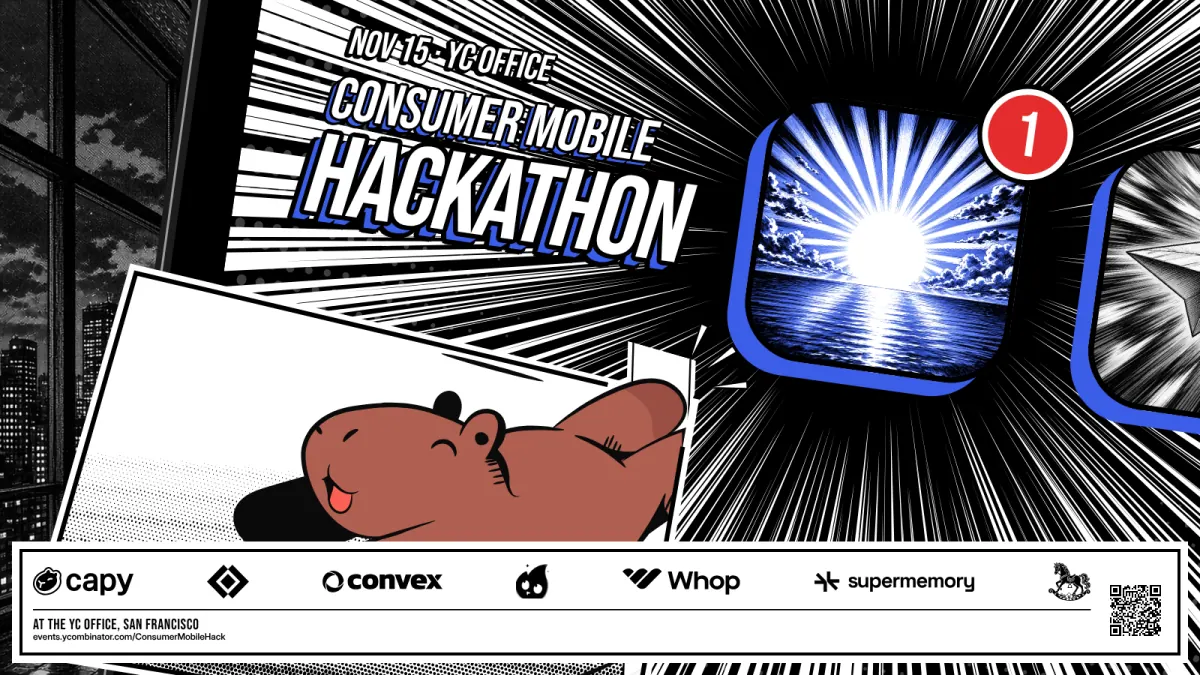 NOV 15 · YC OFFICE
CONSUMER MOBILE
HACKATHON
1
capy
convex
Whop
supermemory
AT THE YC OFFICE, SAN FRANCISCO
events.ycombinator.com/ConsumerMobileHack